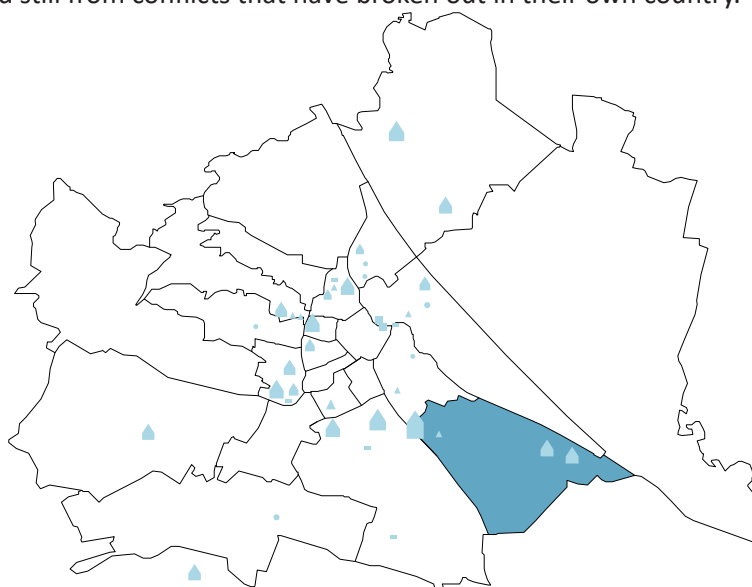 still from conflicts that have broken out in their own country.